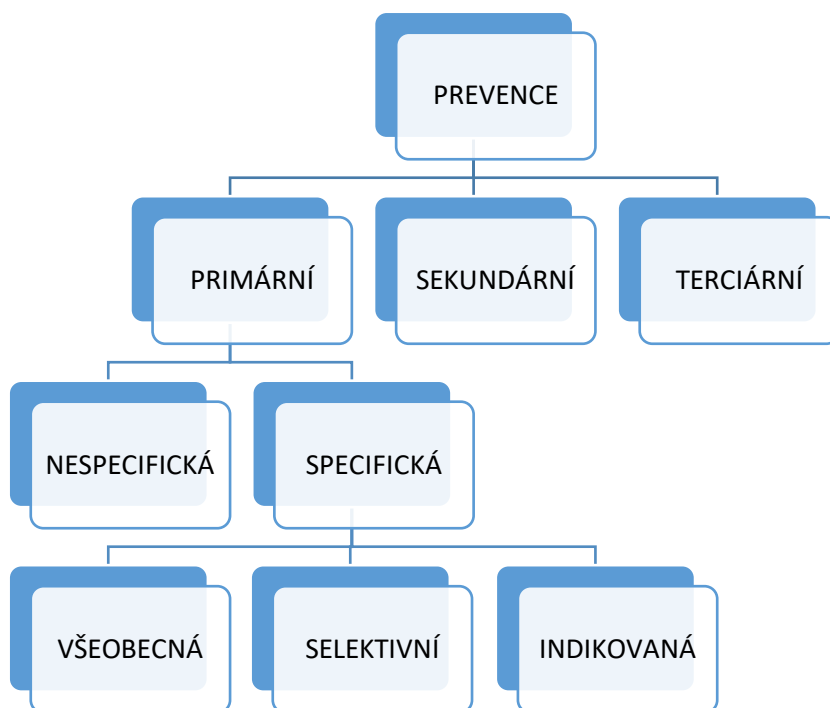 PREVENCE
PRIMÁRNÍ
SEKUNDÁRNÍ
TERCIÁRNÍ
NESPECIFICKÁ
SPECIFICKÁ
VŠEOBECNÁ
SELEKTIVNÍ
INDIKOVANÁ